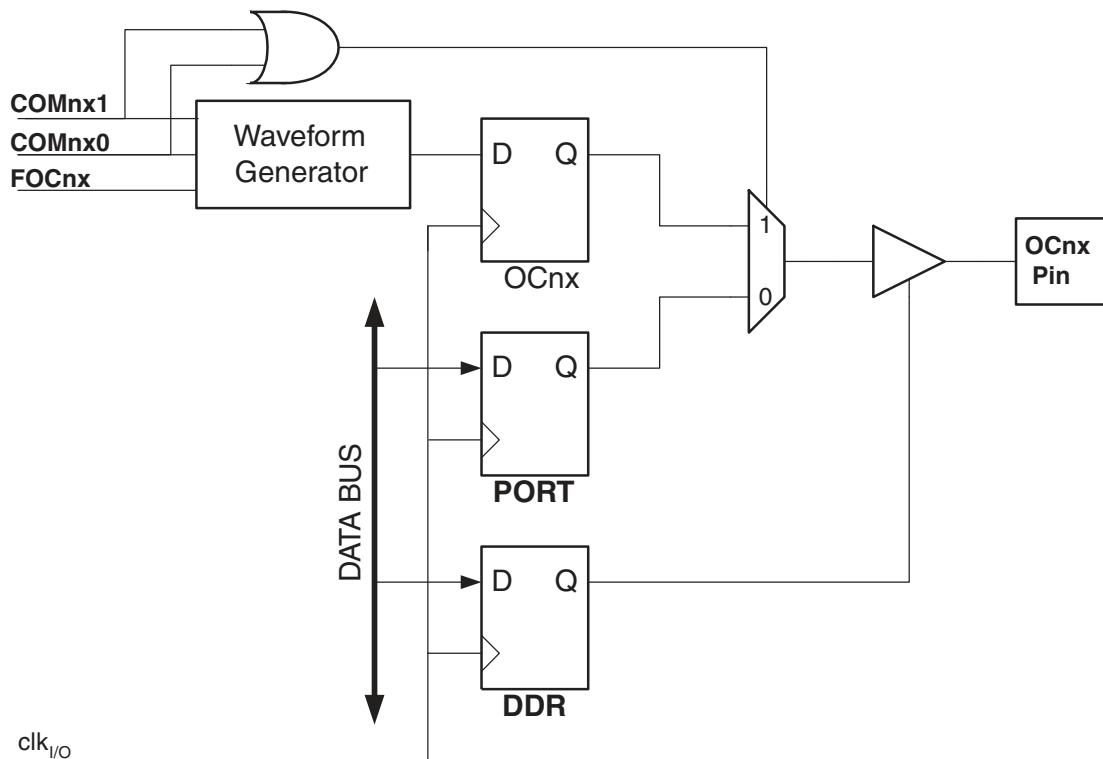 COMnx1
COMnx0
FOCnx
Waveform
Generator
D Q
OCnx
1
0
OCnx
Pin
D Q
PORT
DATA BUS
D Q
DDR
clkI/O